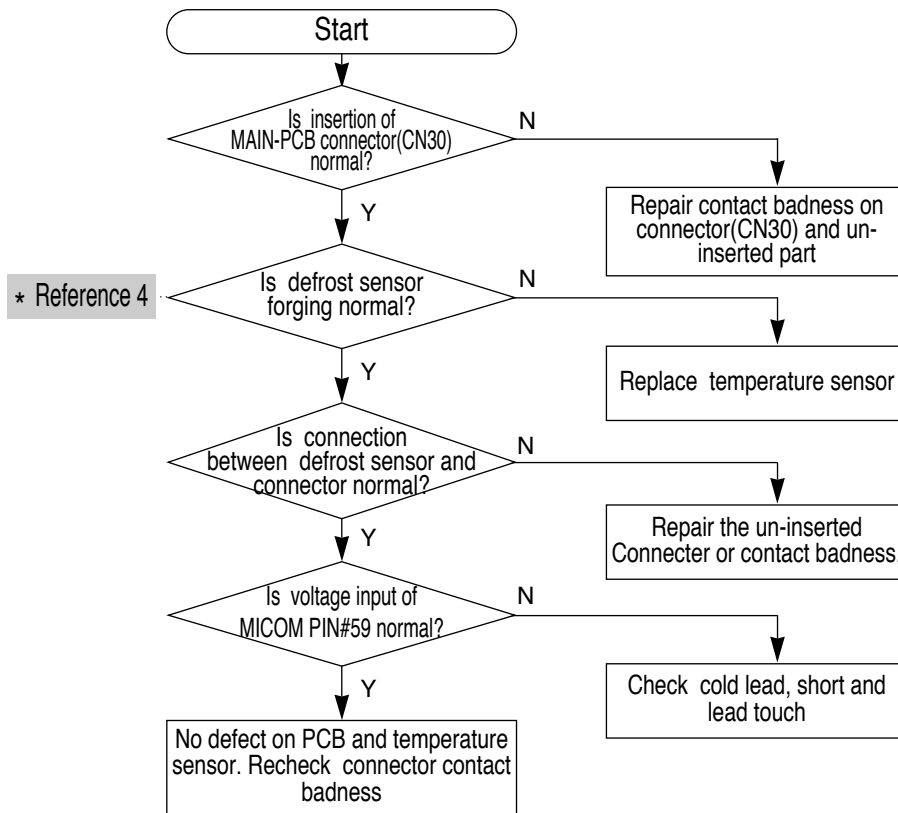 Start
Is insertion of
MAIN-PCB connector(CN30)
normal?
N
Repair contact badness on
connector(CN30) and un-
inserted part
Y
* Reference 4
Is defrost sensor
forging normal?
N
Replace temperature sensor
Y
Is connection
between defrost sensor and
connector normal?
N
Repair the un-inserted
Connecter or contact badness.
Y
Is voltage input of
MICOM PIN#59 normal?
N
Check cold lead, short and
lead touch
Y
No defect on PCB and temperature
sensor. Recheck connector contact
badness